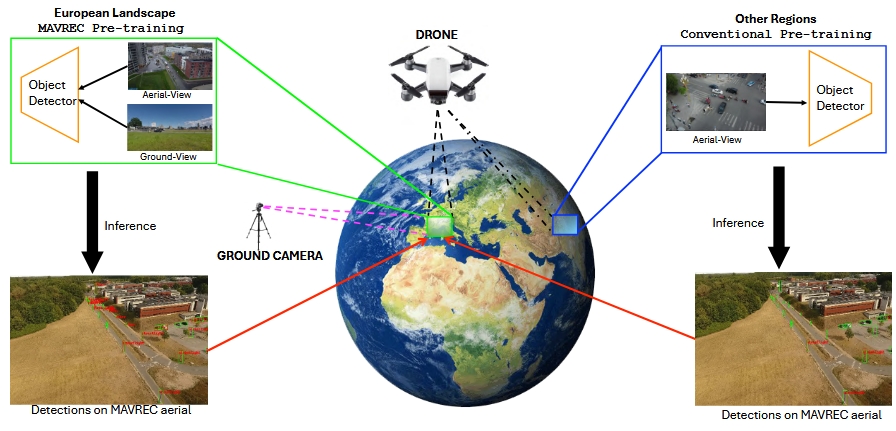 European Landscape
MAVREC Pre-training
Object
Detector
Aerial-View
Ground-View
Inference
Detections on MAVREC aerial
DRONE
GROUND CAMERA
Other Regions
Conventional Pre-training
Aerial-View
Object
Detector
Inference
Detections on MAVREC aerial